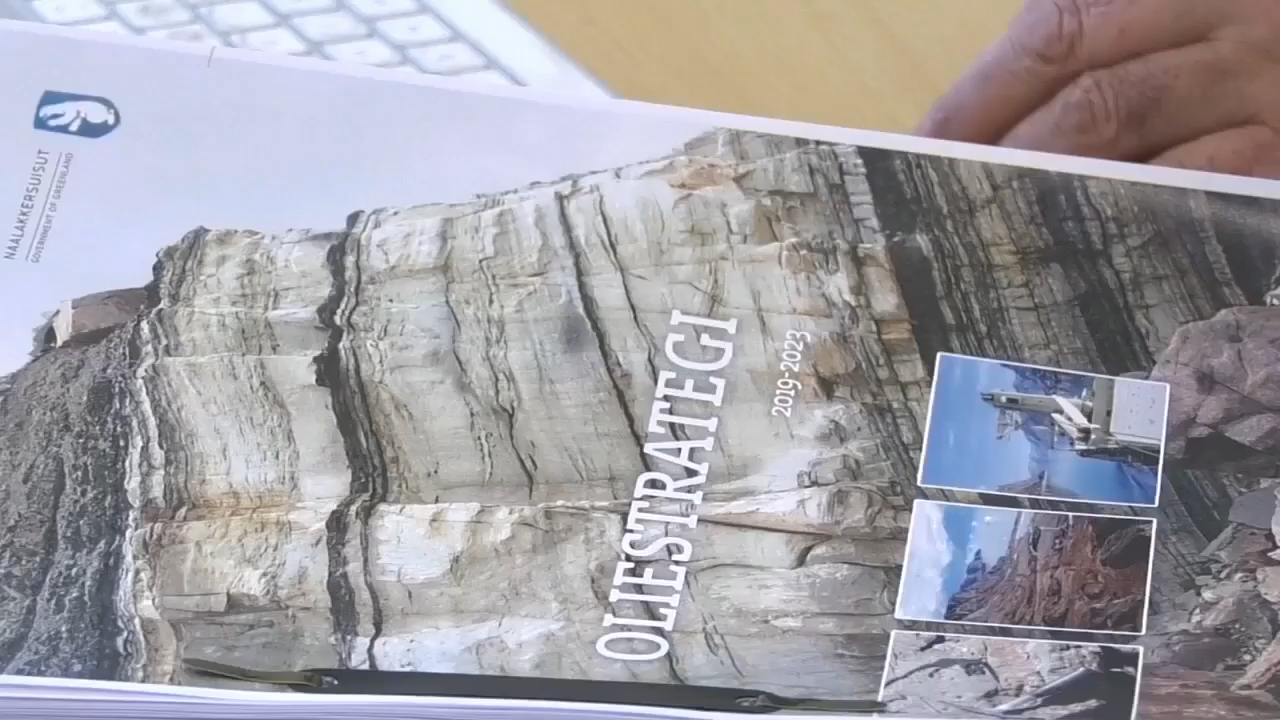 NAALAKKERSUISUT
GOVERNMENT OF GREENLAND
OLIESTRATEGI
2019-2023